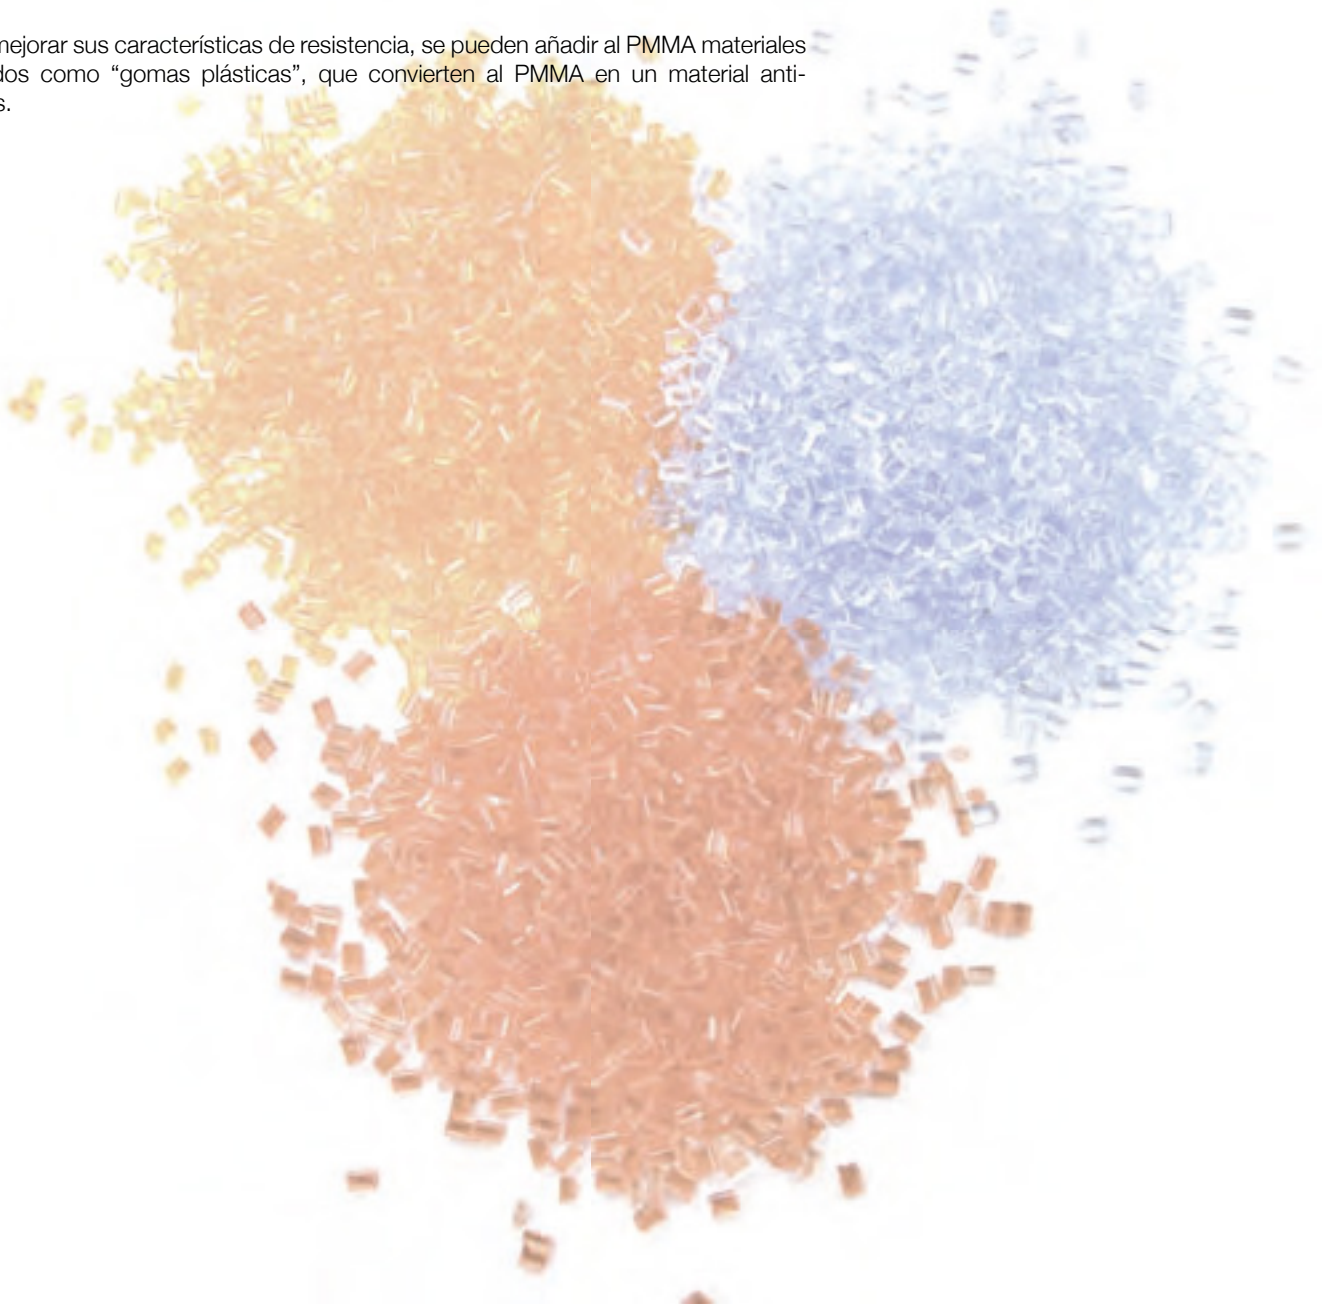 mejorar sus características de resistencia, se pueden añadir al PMMA materiales
dos como “gomas plásticas”, que convierten al PMMA en un material anti-
s.